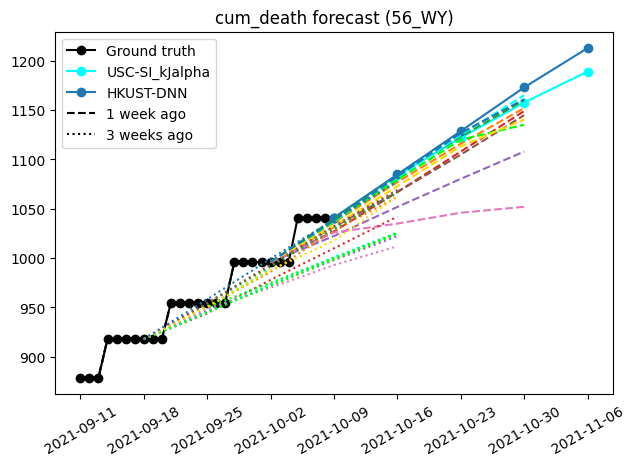 cum_death forecast (56_WY)
Ground truth
USC-SI_kJalpha
HKUST-DNN
1 week ago
3 weeks ago
1200
1150
1100
1050
1000
950
900
2021-09-11
2021-09-18
2021-09-25
2021-10-02
2021-10-09
2021-10-16
2021-10-23
2021-10-30
2021-11-06